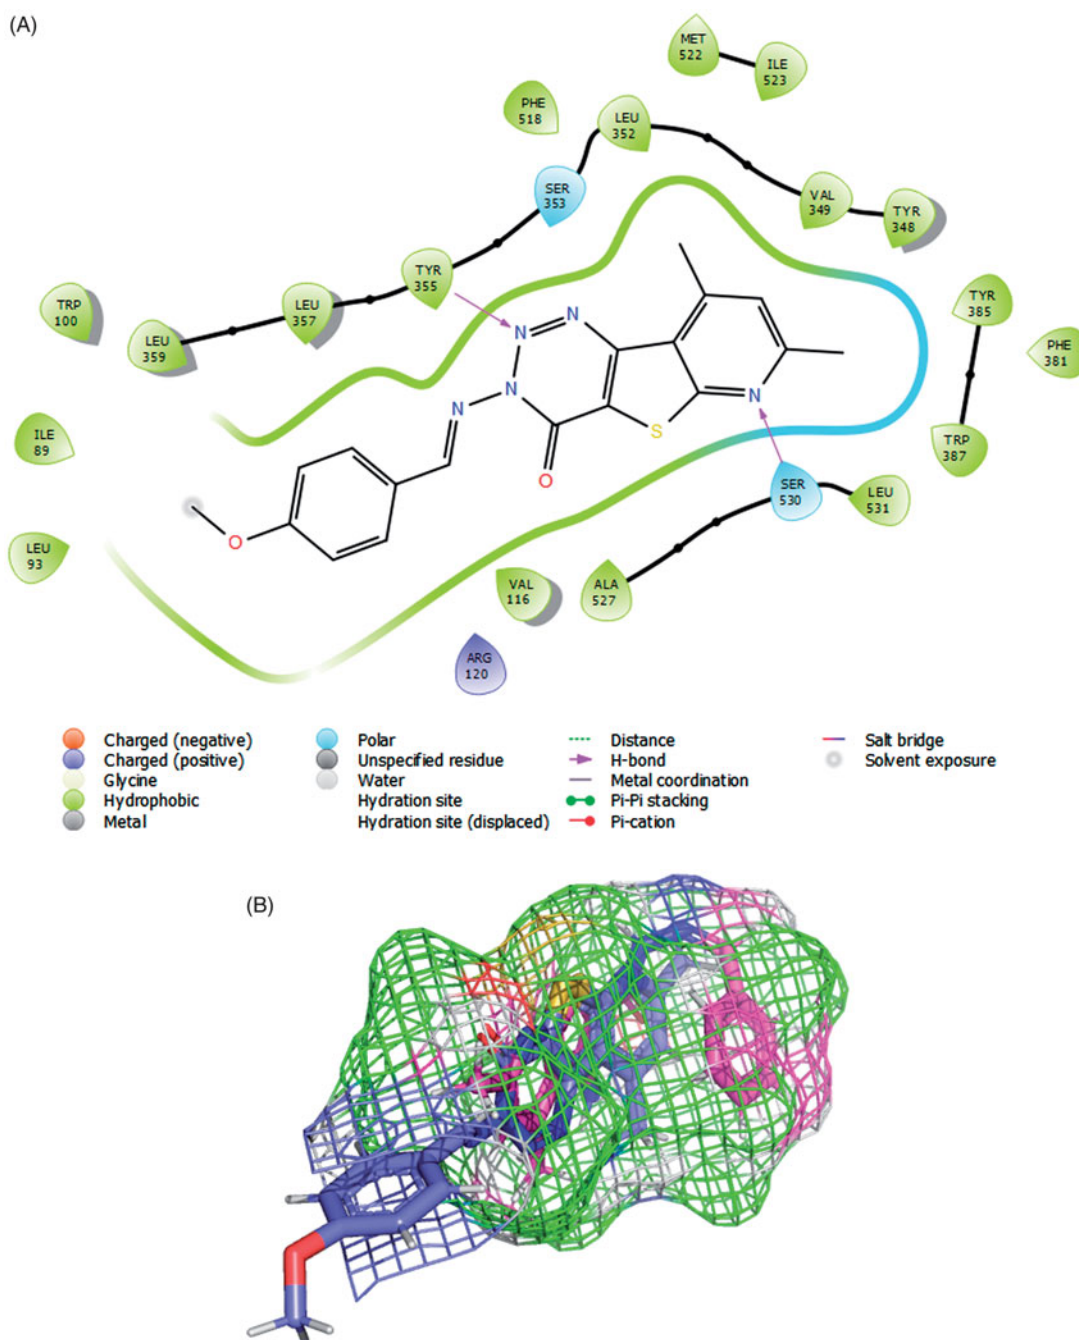 (A)
MET
522
ILE
523
PHE
518
LEU
352
SER
353
VAL
349
TYR
348
TYR
355
TRP
100
LEU
357
LEU
359
TYR
385
PHE
381
N
N
N
N
N
S
O
O
ILE
89
TRP
387
SER
530
LEU
531
LEU
93
VAL
116
ALA
527
ARG
120
Charged (negative)
Charged (positive)
Glycine
Hydrophobic
Metal
Polar
Unspecified residue
Water
Hydration site
Hydration site (displaced)
Distance
H-bond
Metal coordination
Pi-Pi stacking
Pi-cation
Salt bridge
Solvent exposure
(B)